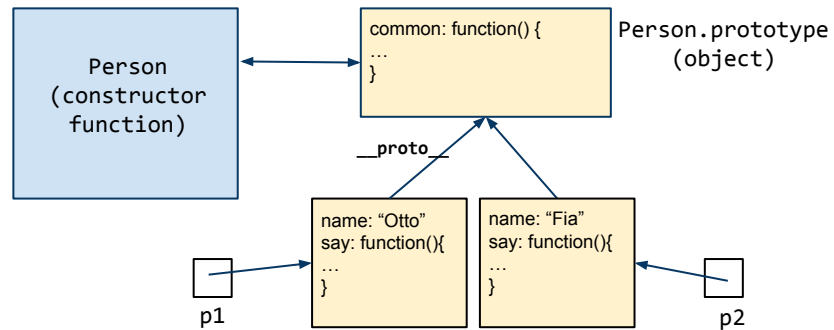 common: function() {
…
}
Person.prototype
(object)
Person
(constructor
function)
__proto__
name: “Otto”
say: function(){
…
}
name: “Fia”
say: function(){
…
}
p1
p2